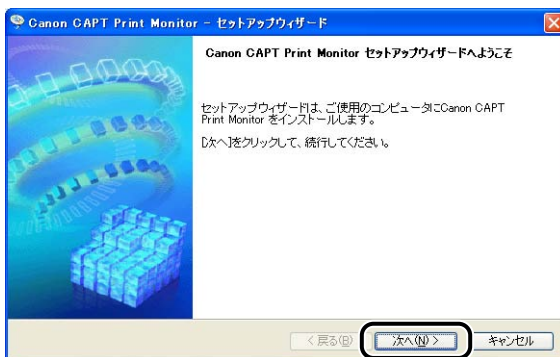 Canon CAPT Print Monitor - セットアップウィザード
Canon CAPT Print Monitor セットアップウィザードへようこそ
セットアップウィザードは、ご使用のコンピュータにCanon CAPT
Print Monitor をインストールします。
[次へ]をクリックして、続行してください。
< 戻る(B)
次へ(N) >
キャンセル